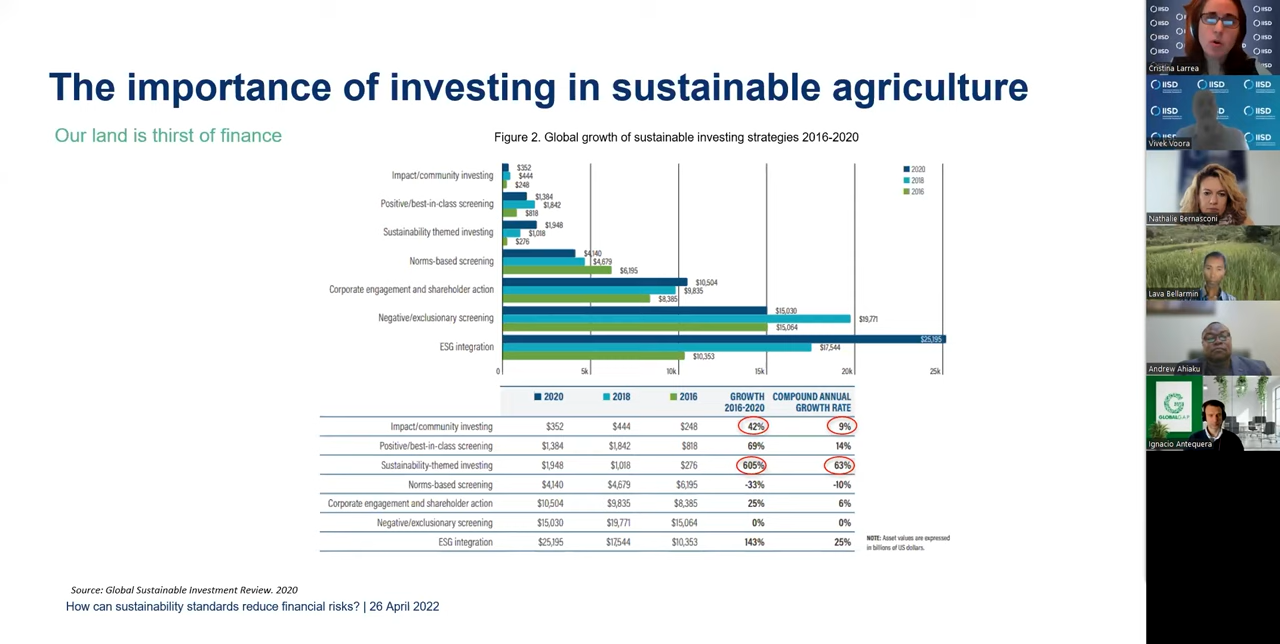 The importance of investing in sustainable agriculture
Our land is thirst of finance
Figure 2. Global growth of sustainable investing strategies 2016-2020
2020
2018
2016
Impact/community investing
$352
$444
$248
Positive/best-in-class screening
$1,384
$1,842
$818
Sustainability themed investing
$1,948
$1,018
$276
Norms-based screening
$4,140
$4,679
$6,195
Corporate engagement and shareholder action
$10,504
$9,835
$8,385
Negative/exclusionary screening
$15,030
$19,771
$15,064
ESG integration
$25,195
$17,544
$10,353
0 5k 10k 15k 20k 25k
2020 2018 2016 GROWTH 2016-2020 COMPOUND ANNUAL GROWTH RATE
Impact/community investing $352 $444 $248 42% 9%
Positive/best-in-class screening $1,384 $1,842 $818 69% 14%
Sustainability-themed investing $1,948 $1,018 $276 605% 63%
Norms-based screening $4,140 $4,679 $6,195 -33% -10%
Corporate engagement and shareholder action $10,504 $9,835 $8,385 25% 6%
Negative/exclusionary screening $15,030 $19,771 $15,064 0% 0%
ESG integration $25,195 $17,544 $10,353 143% 25%
NOTE: Asset values are expressed
in billions of US dollars.
Source: Global Sustainable Investment Review. 2020
How can sustainability standards reduce financial risks? | 26 April 2022
IISD
Cristina Larrea
IISD IISD IISD
IISD IISD
Vivek Voora
Nathalie Bernasconi
Lava Bellarmin
Andrew Ahiaku
GLOBALG.A.P.
Ignacio Antequera